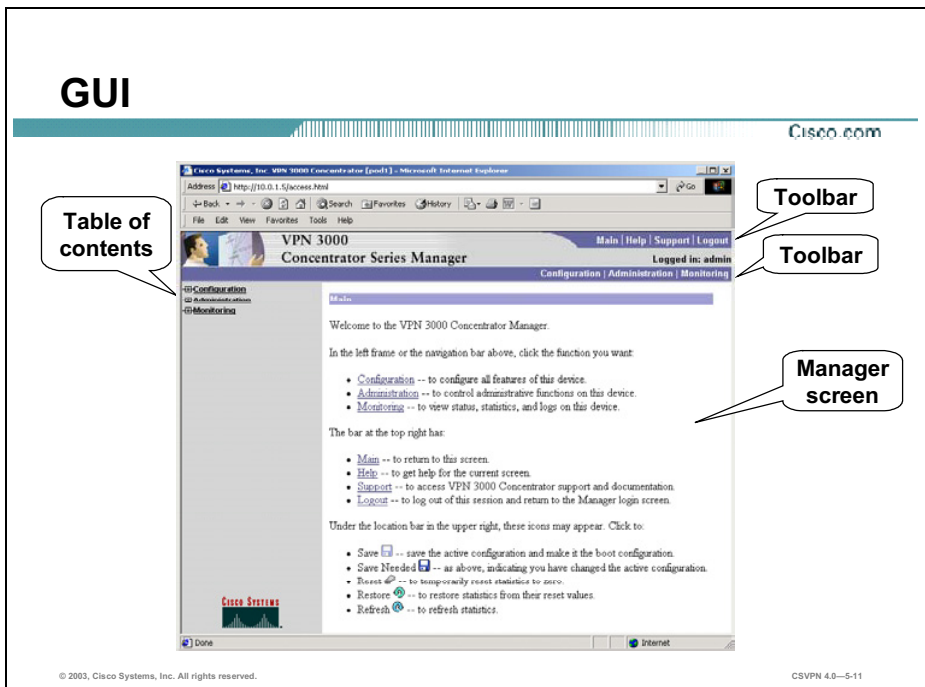 GUI
Cisco.com
Cisco Systems, Inc. VPN 3000 Concentrator [pod1] - Microsoft Internet Explorer
Address http://10.0.1.5/access.html Go
Back Search Favorites History
File Edit View Favorites Tools Help
VPN 3000
Concentrator Series Manager
Main | Help | Support | Logout
Logged in: admin
Configuration | Administration | Monitoring
Toolbar
Toolbar
Table of
contents
Configuration
Administration
Monitoring
Main
Welcome to the VPN 3000 Concentrator Manager.
In the left frame or the navigation bar above, click the function you want:
• Configuration -- to configure all features of this device.
• Administration -- to control administrative functions on this device.
• Monitoring -- to view status, statistics, and logs on this device.
The bar at the top right has:
• Main -- to return to this screen.
• Help -- to get help for the current screen.
• Support -- to access VPN 3000 Concentrator support and documentation.
• Logout -- to log out of this session and return to the Manager login screen.
Under the location bar in the upper right, these icons may appear. Click to:
• Save -- save the active configuration and make it the boot configuration.
• Save Needed -- as above, indicating you have changed the active configuration.
• Reset -- to temporarily reset statistics to zero.
• Restore -- to restore statistics from their reset values.
• Refresh -- to refresh statistics.
Manager
screen
Cisco Systems
Done
Internet
© 2003, Cisco Systems, Inc. All rights reserved.
CSVPN 4.0—5-11